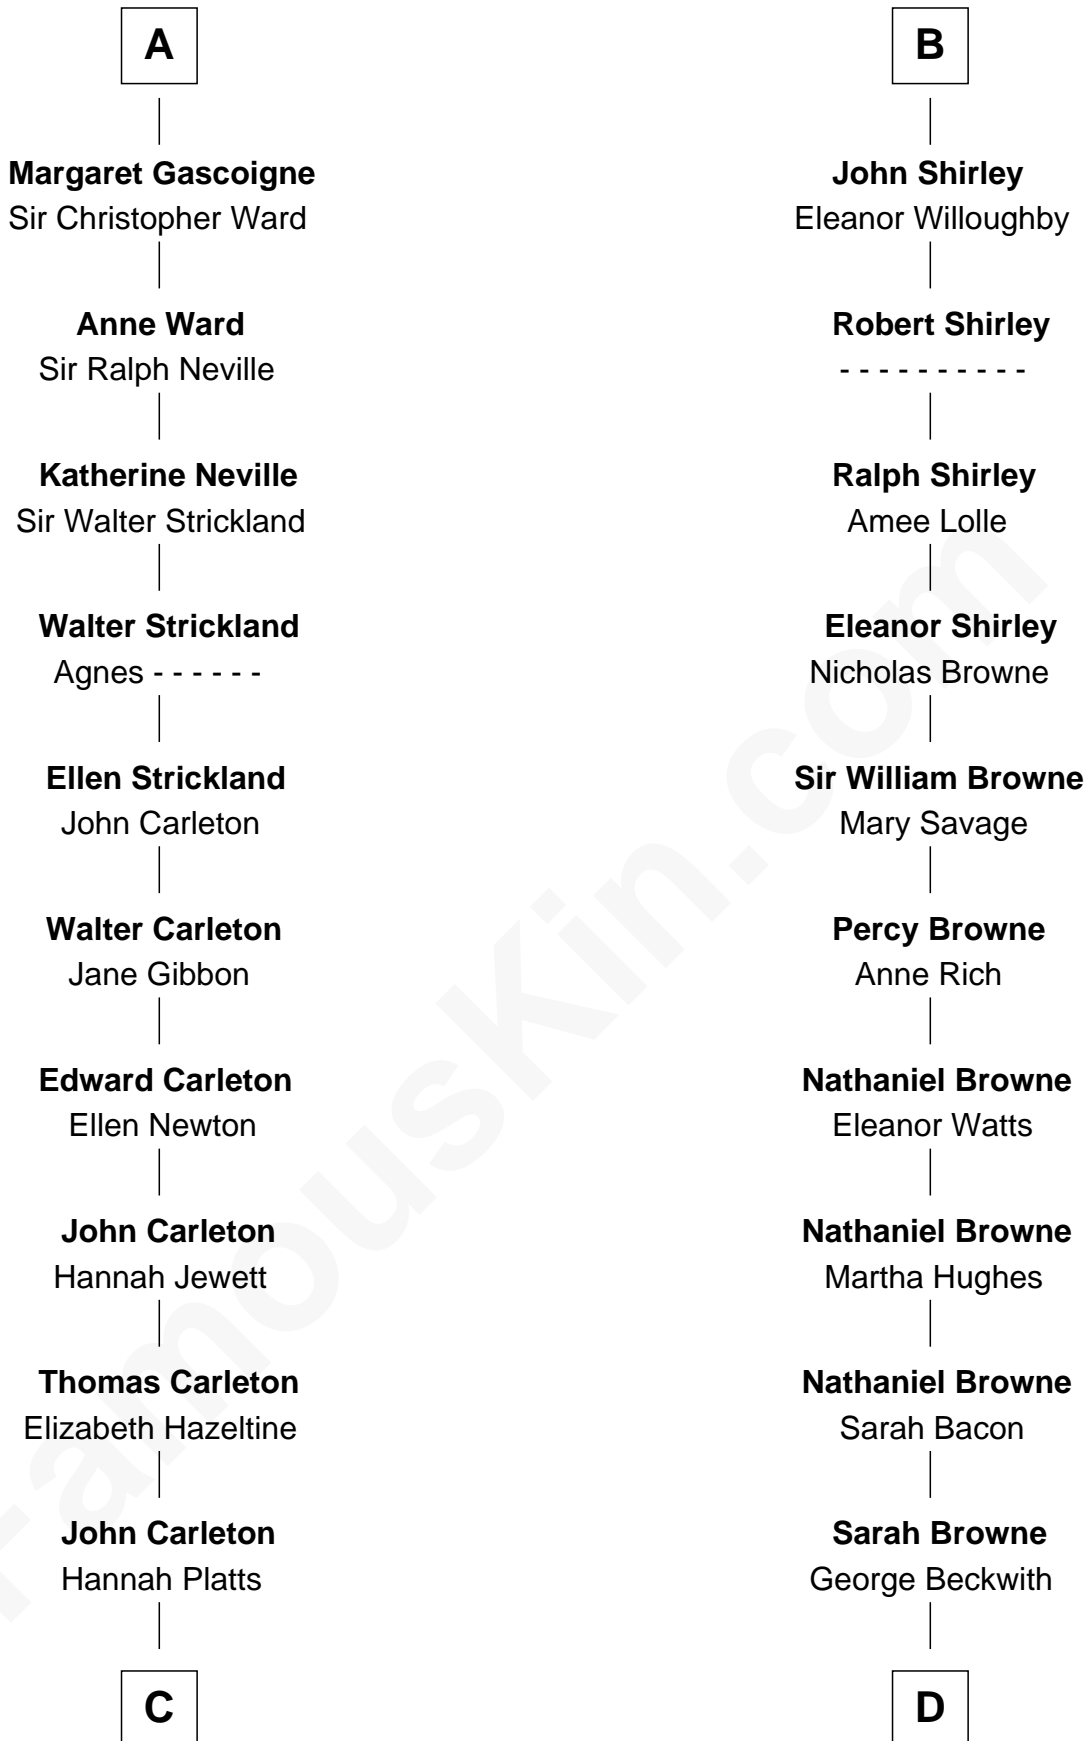 A
Margaret Gascoigne
Sir Christopher Ward
Anne Ward
Sir Ralph Neville
Katherine Neville
Sir Walter Strickland
Walter Strickland
Agnes - - - - - -
Ellen Strickland
John Carleton
Walter Carleton
Jane Gibbon
Edward Carleton
Ellen Newton
John Carleton
Hannah Jewett
Thomas Carleton
Elizabeth Hazeltine
John Carleton
Hannah Platts
C
B
John Shirley
Eleanor Willoughby
Robert Shirley
- - - - - - - - - -
Ralph Shirley
Amee Lolle
Eleanor Shirley
Nicholas Browne
Sir William Browne
Mary Savage
Percy Browne
Anne Rich
Nathaniel Browne
Eleanor Watts
Nathaniel Browne
Martha Hughes
Nathaniel Browne
Sarah Bacon
Sarah Browne
George Beckwith
D
FamousKin.com